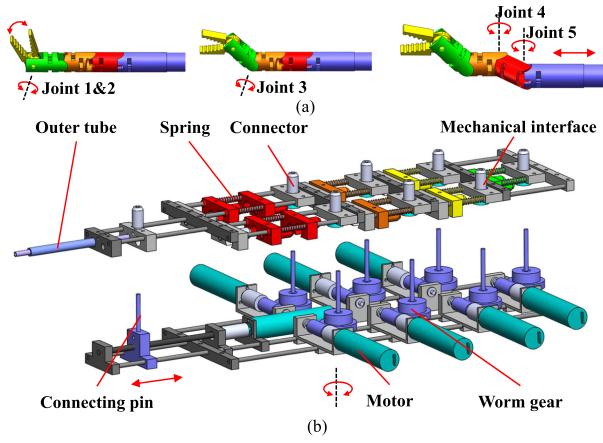 Joint 4
Joint 5
Joint 1&2
Joint 3
(a)
Outer tube
Spring
Connector
Mechanical interface
Connecting pin
Motor
Worm gear
(b)